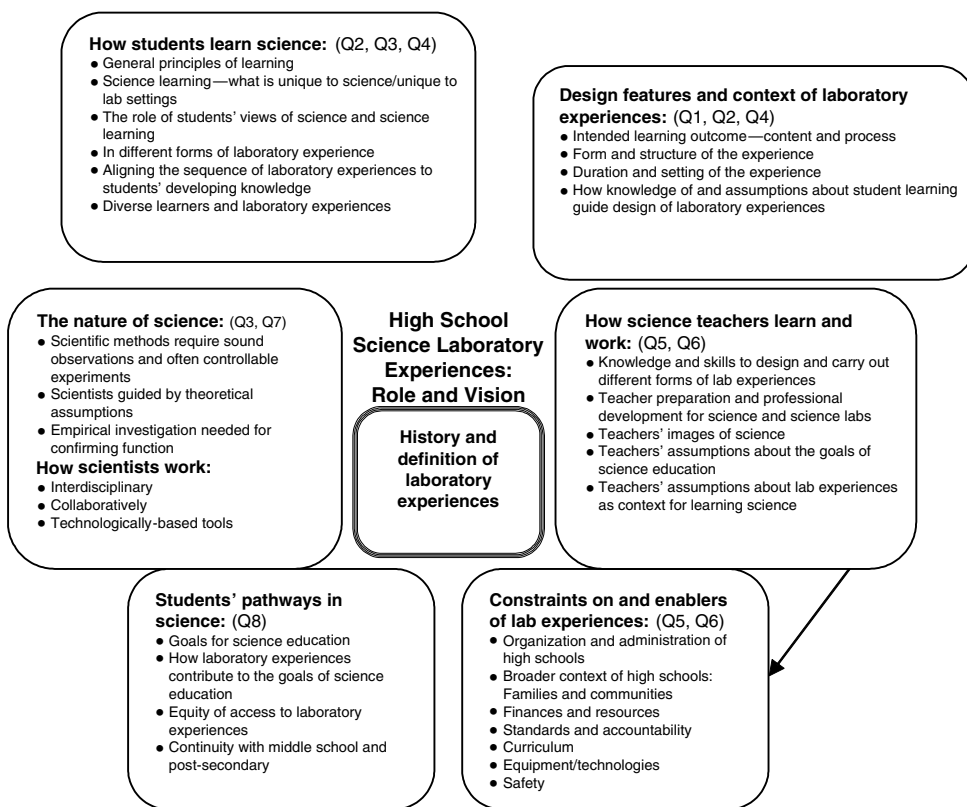 How students learn science: (Q2, Q3, Q4)
● General principles of learning
● Science learning—what is unique to science/unique to
lab settings
● The role of students' views of science and science
learning
● In different forms of laboratory experience
● Aligning the sequence of laboratory experiences to
students' developing knowledge
● Diverse learners and laboratory experiences
Design features and context of laboratory
experiences: (Q1, Q2, Q4)
● Intended learning outcome—content and process
● Form and structure of the experience
● Duration and setting of the experience
● How knowledge of and assumptions about student learning
guide design of laboratory experiences
The nature of science: (Q3, Q7)
● Scientific methods require sound
observations and often controllable
experiments
● Scientists guided by theoretical
assumptions
● Empirical investigation needed for
confirming function
How scientists work:
● Interdisciplinary
● Collaboratively
● Technologically-based tools
High School
Science Laboratory
Experiences:
Role and Vision
History and
definition of
laboratory
experiences
How science teachers learn and
work: (Q5, Q6)
● Knowledge and skills to design and carry out
different forms of lab experiences
● Teacher preparation and professional
development for science and science labs
● Teachers' images of science
● Teachers' assumptions about the goals of
science education
● Teachers' assumptions about lab experiences
as context for learning science
Students' pathways in
science: (Q8)
● Goals for science education
● How laboratory experiences
contribute to the goals of science
education
● Equity of access to laboratory
experiences
● Continuity with middle school and
post-secondary
Constraints on and enablers
of lab experiences: (Q5, Q6)
● Organization and administration of
high schools
● Broader context of high schools:
Families and communities
● Finances and resources
● Standards and accountability
● Curriculum
● Equipment/technologies
● Safety